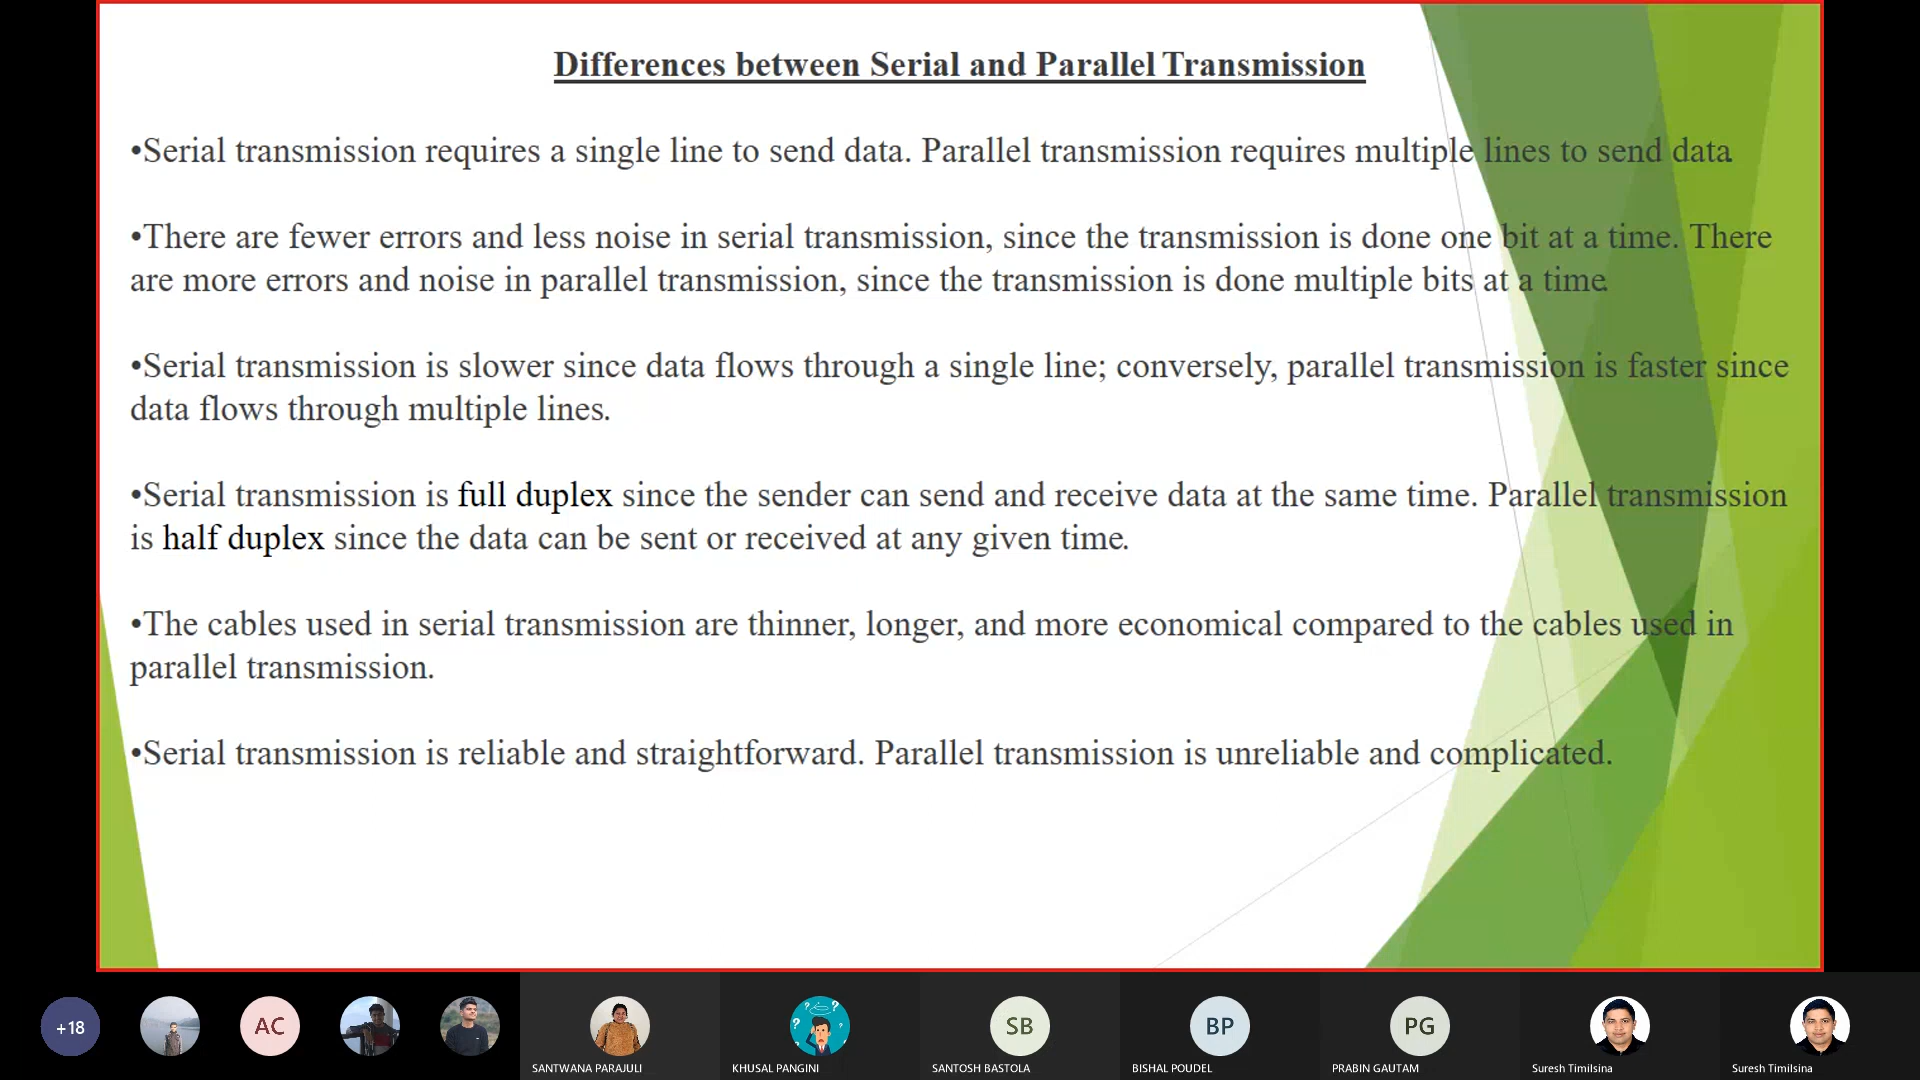 Differences between Serial and Parallel Transmission
•Serial transmission requires a single line to send data. Parallel transmission requires multiple lines to send data.
•There are fewer errors and less noise in serial transmission, since the transmission is done one bit at a time. There
are more errors and noise in parallel transmission, since the transmission is done multiple bits at a time.
•Serial transmission is slower since data flows through a single line; conversely, parallel transmission is faster since
data flows through multiple lines.
•Serial transmission is full duplex since the sender can send and receive data at the same time. Parallel transmission
is half duplex since the data can be sent or received at any given time.
•The cables used in serial transmission are thinner, longer, and more economical compared to the cables used in
parallel transmission.
•Serial transmission is reliable and straightforward. Parallel transmission is unreliable and complicated.
+18
AC
SB
BP
PG
SANTWANA PARAJULI
KHUSAL PANGINI
SANTOSH BASTOLA
BISHAL POUDEL
PRABIN GAUTAM
Suresh Timilsina
Suresh Timilsina